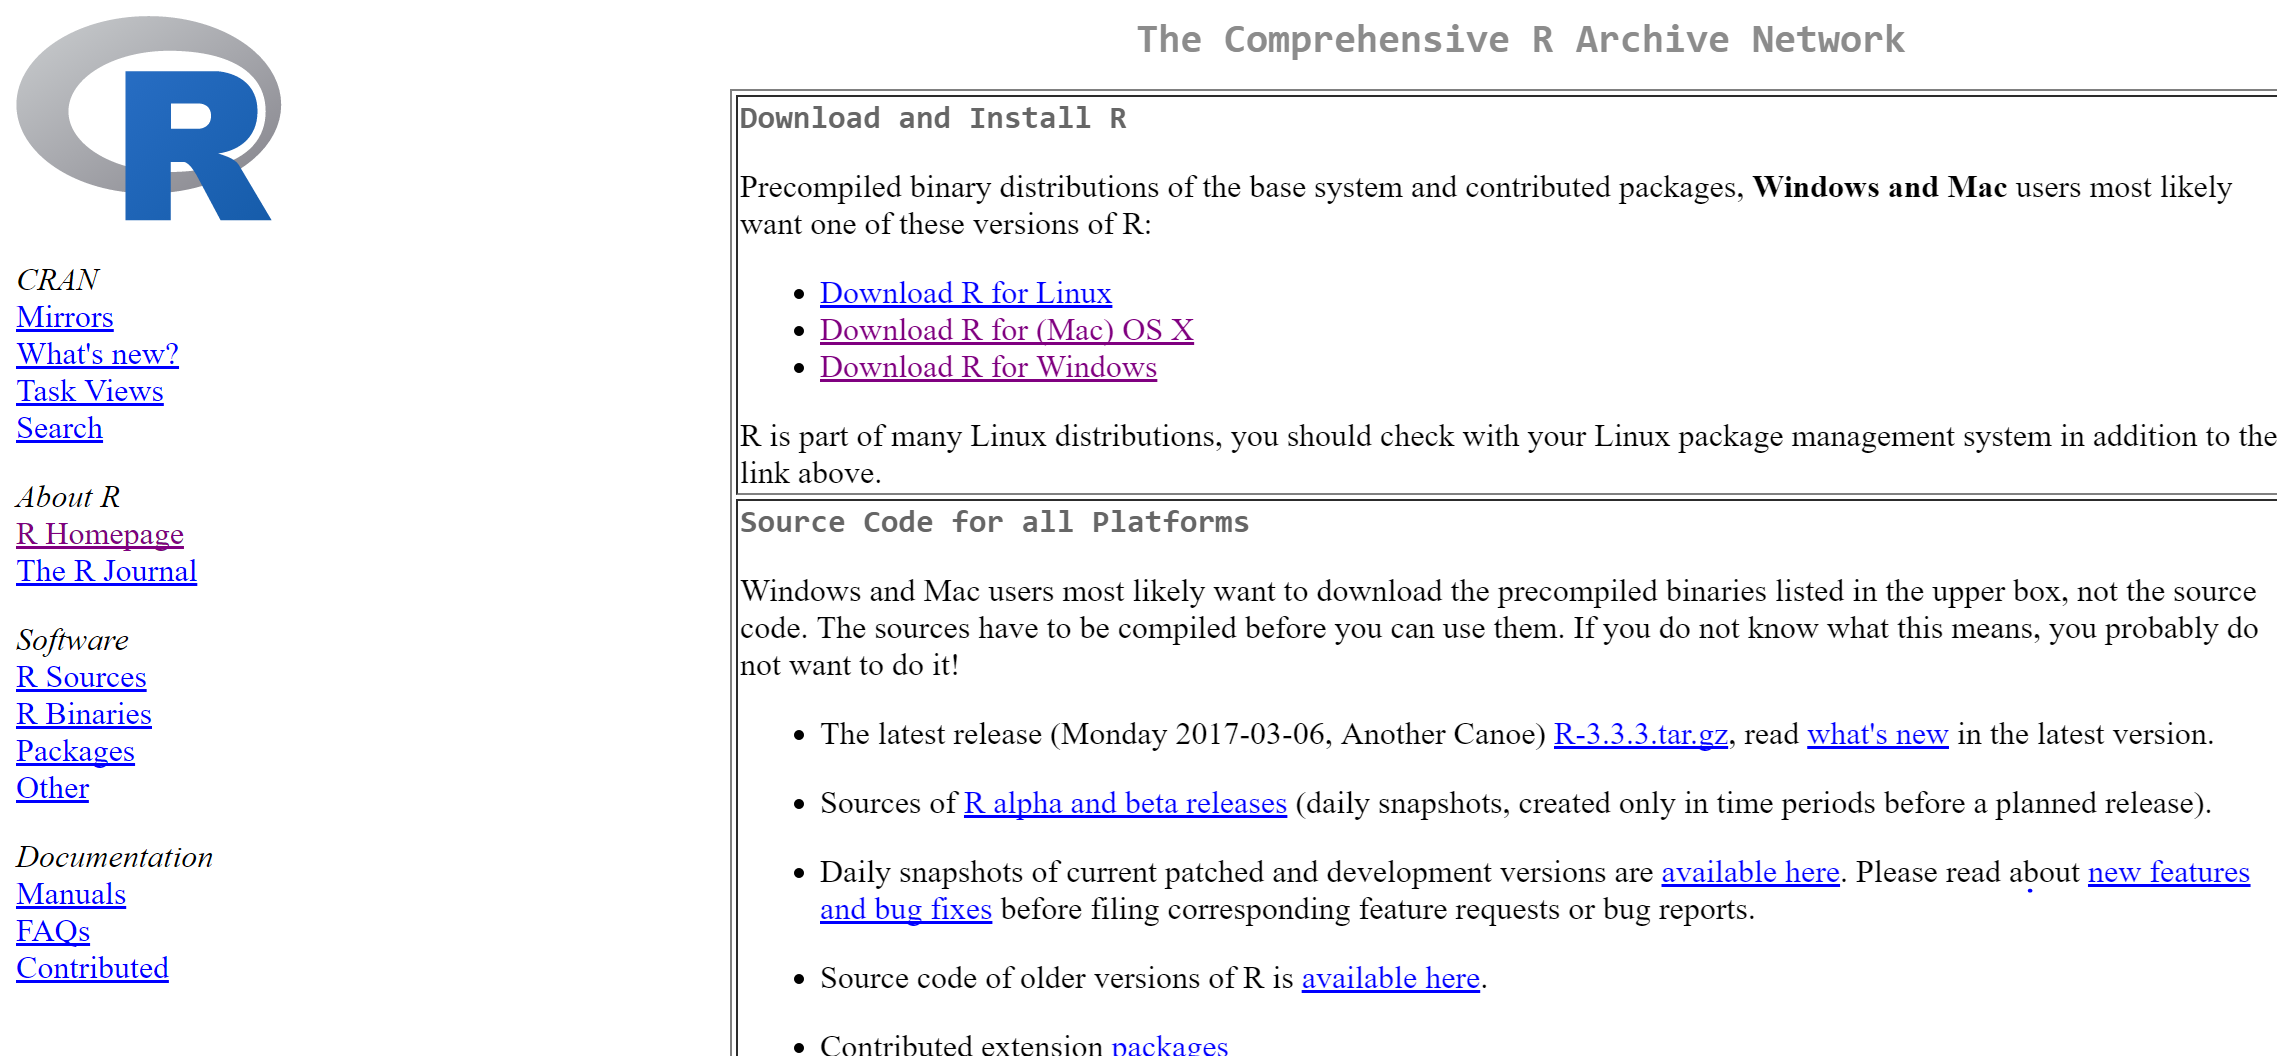 R
CRAN
Mirrors
What's new?
Task Views
Search
About R
R Homepage
The R Journal
Software
R Sources
R Binaries
Packages
Other
Documentation
Manuals
FAQs
Contributed
The Comprehensive R Archive Network
Download and Install R
Precompiled binary distributions of the base system and contributed packages, Windows and Mac users most likely
want one of these versions of R:
Download R for Linux
Download R for (Mac) OS X
Download R for Windows
R is part of many Linux distributions, you should check with your Linux package management system in addition to the
link above.
Source Code for all Platforms
Windows and Mac users most likely want to download the precompiled binaries listed in the upper box, not the source
code. The sources have to be compiled before you can use them. If you do not know what this means, you probably do
not want to do it!
The latest release (Monday 2017-03-06, Another Canoe) R-3.3.3.tar.gz, read what's new in the latest version.
Sources of R alpha and beta releases (daily snapshots, created only in time periods before a planned release).
Daily snapshots of current patched and development versions are available here. Please read about new features
and bug fixes before filing corresponding feature requests or bug reports.
Source code of older versions of R is available here.
Contributed extension packages